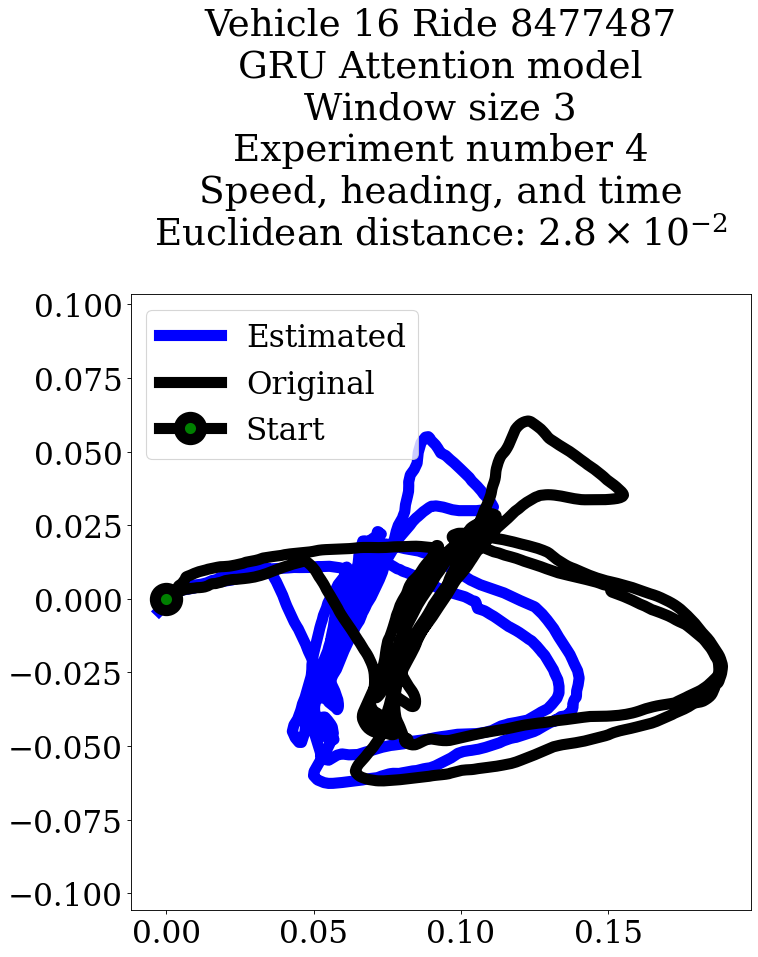 Vehicle 16 Ride 8477487
GRU Attention model
Window size 3
Experiment number 4
Speed, heading, and time
Euclidean distance: 2.8 × 10⁻²
0.100
0.075
0.050
0.025
0.000
−0.025
−0.050
−0.075
−0.100
Estimated
Original
Start
0.00 0.05 0.10 0.15